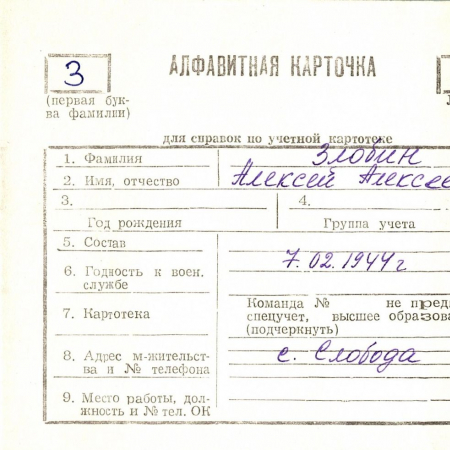 АЛФАВИТНАЯ КАРТОЧКА
З
(первая бук-
ва фамилии)
для справок по учетной картотеке
1. Фамилия Злобин
2. Имя, отчество Алексей Алексе
3. 4.
Год рождения Группа учета
5. Состав
6. Годность к воен. службе 7.02.1944 г
7. Картотека Команда № не пред
спецучет, высшее образова
(подчеркнуть)
8. Адрес м-жительст-
ва и № телефона с. Слобода
9. Место работы, дол-
жность и № тел. ОК